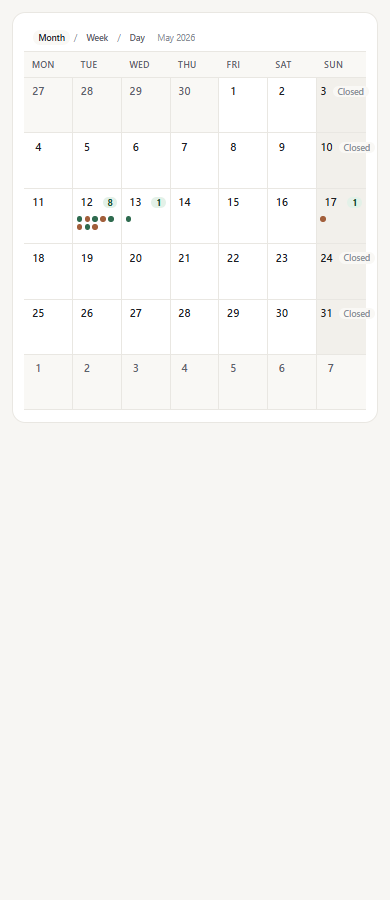 Month / Week / Day May 2026
MON TUE WED THU FRI SAT SUN
27 28 29 30 1 2 3 Closed
4 5 6 7 8 9 10 Closed
11 12 8 13 1 14 15 16 17 1
18 19 20 21 22 23 24 Closed
25 26 27 28 29 30 31 Closed
1 2 3 4 5 6 7